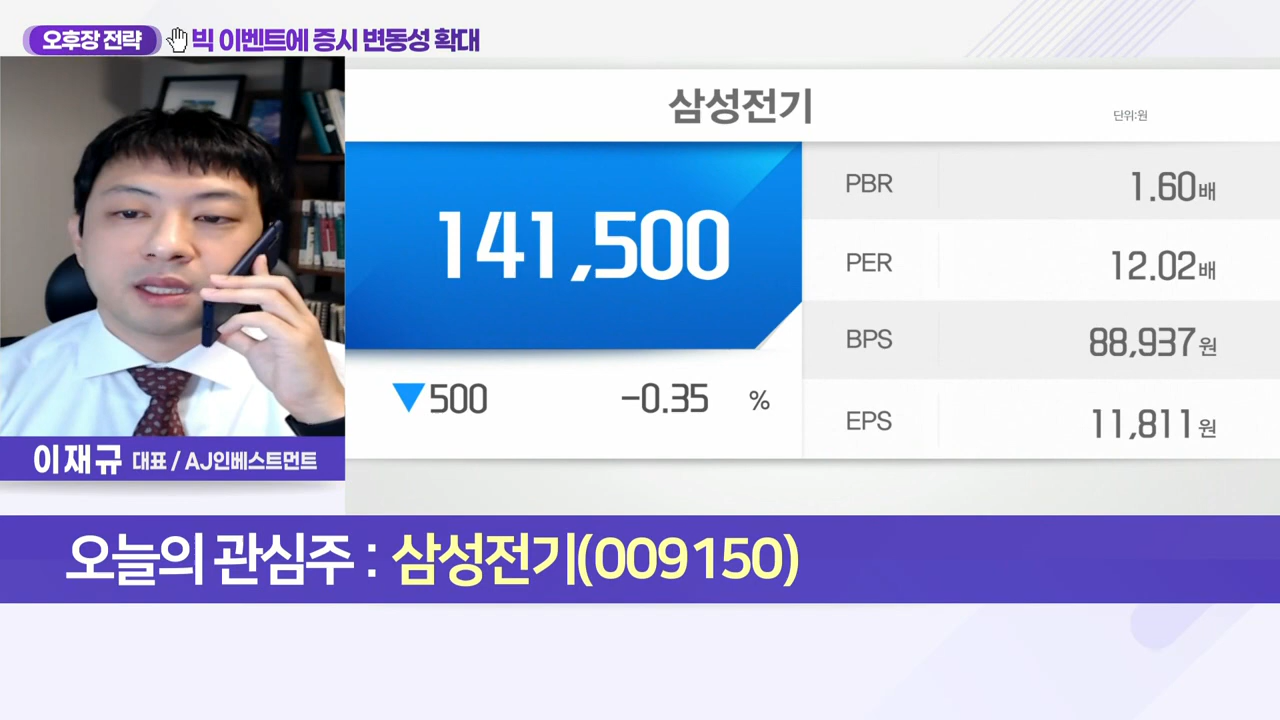 오후장 전략 빅 이벤트에 증시 변동성 확대
삼성전기
단위:원
141,500
▼500 -0.35 %
PBR 1.60배
PER 12.02배
BPS 88,937원
EPS 11,811원
이재규 대표 / AJ인베스트먼트
오늘의 관심주 : 삼성전기(009150)